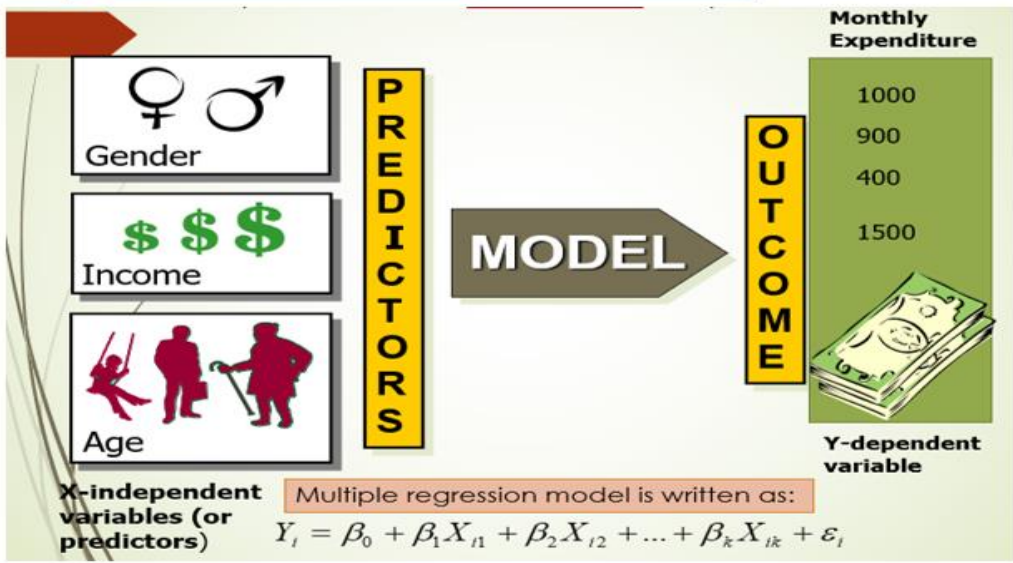 Monthly
Expenditure
Gender
Income
Age
PREDICTORS
MODEL
OUTCOME
1000
900
400
1500
Y-dependent
variable
X-independent
variables (or
predictors)
Multiple regression model is written as:
Yᵢ = β₀ + β₁Xᵢ₁ + β₂Xᵢ₂ + ... + βₖXᵢₖ + εᵢ